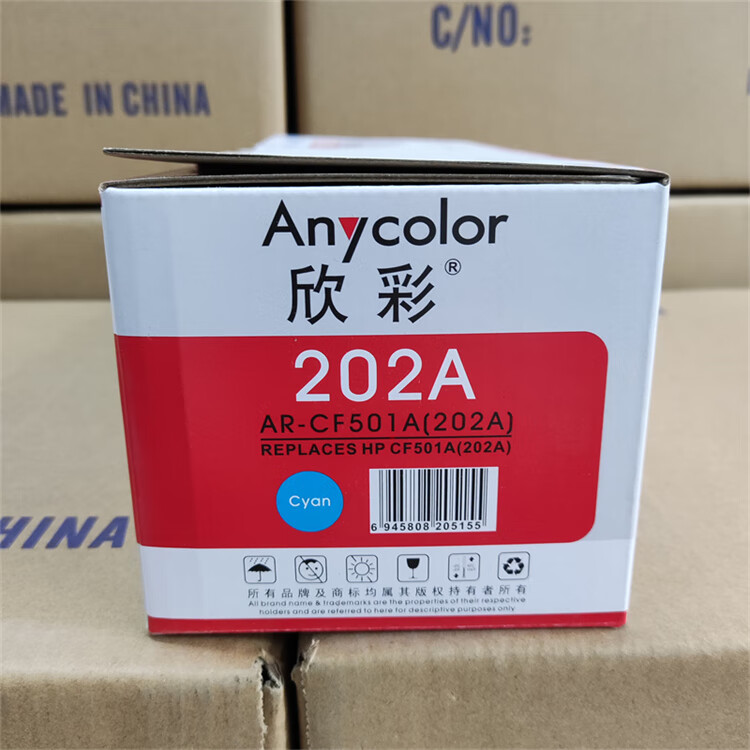 C/NO:
MADE IN CHINA
Anycolor
欣彩®
202A
AR-CF501A(202A)
REPLACES HP CF501A(202A)
Cyan
6 945808 205155
HINA
所有品牌及商标均属其版权持有者所有
All brand name & trademarks are the properties of their respective
holders and are referred to here for descriptive purposes only